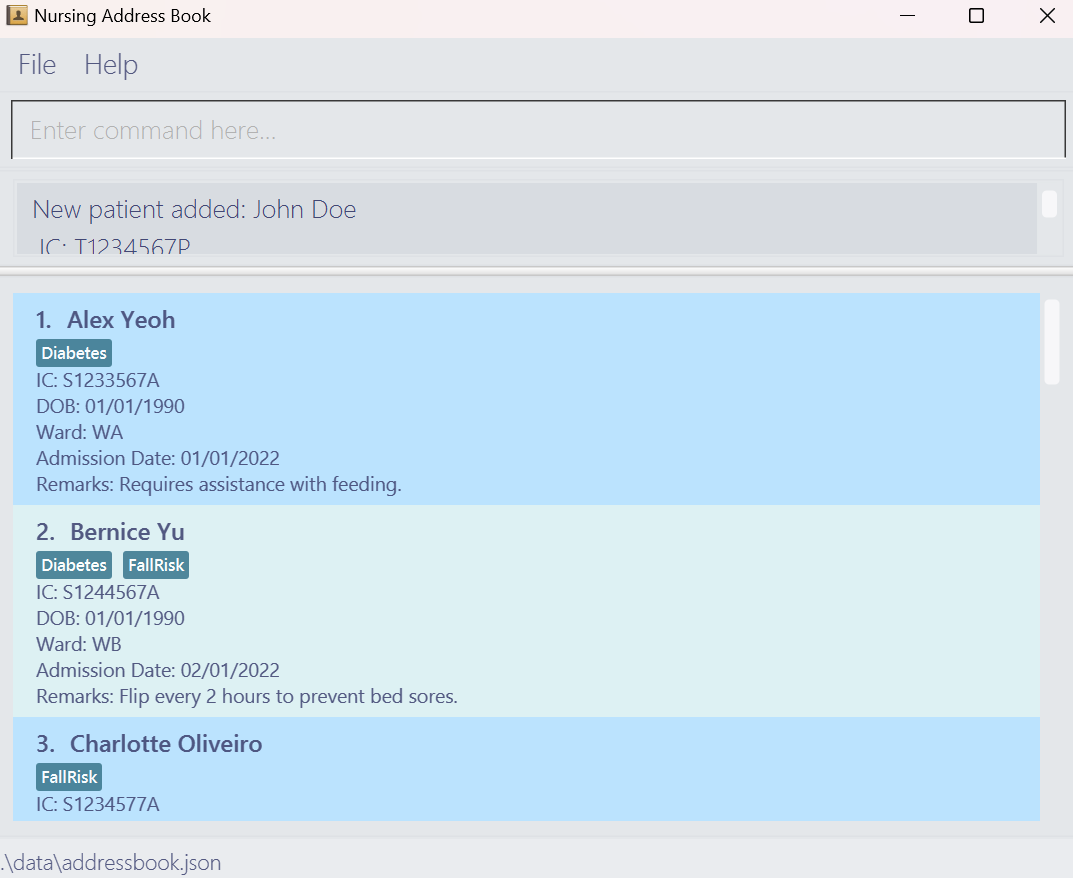 Nursing Address Book
File Help
Enter command here...
New patient added: John Doe
IC: T1234567P
1. Alex Yeoh
Diabetes
IC: S1233567A
DOB: 01/01/1990
Ward: WA
Admission Date: 01/01/2022
Remarks: Requires assistance with feeding.
2. Bernice Yu
Diabetes FallRisk
IC: S1244567A
DOB: 01/01/1990
Ward: WB
Admission Date: 02/01/2022
Remarks: Flip every 2 hours to prevent bed sores.
3. Charlotte Oliveiro
FallRisk
IC: S1234577A
.\data\addressbook.json